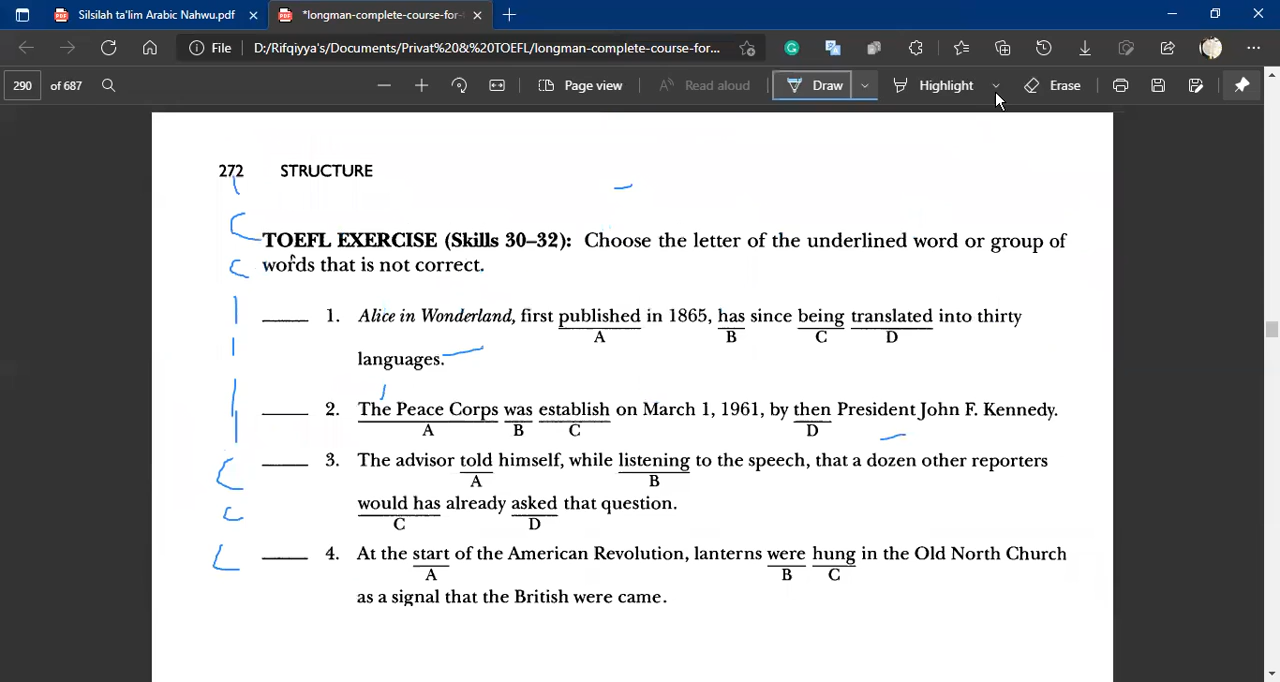 Silsilah ta'lim Arabic Nahwu.pdf
*longman-complete-course-for-
File
D:/Rifqiyya's/Documents/Privat%20&%20TOEFL/longman-complete-course-for...
290 of 687
Page view
Read aloud
Draw
Highlight
Erase
272 STRUCTURE
TOEFL EXERCISE (Skills 30–32): Choose the letter of the underlined word or group of
words that is not correct.
_____ 1. Alice in Wonderland, first published in 1865, has since being translated into thirty
A B C D
languages.
_____ 2. The Peace Corps was establish on March 1, 1961, by then President John F. Kennedy.
A B C D
_____ 3. The advisor told himself, while listening to the speech, that a dozen other reporters
A B
would has already asked that question.
C D
_____ 4. At the start of the American Revolution, lanterns were hung in the Old North Church
A B C
as a signal that the British were came.